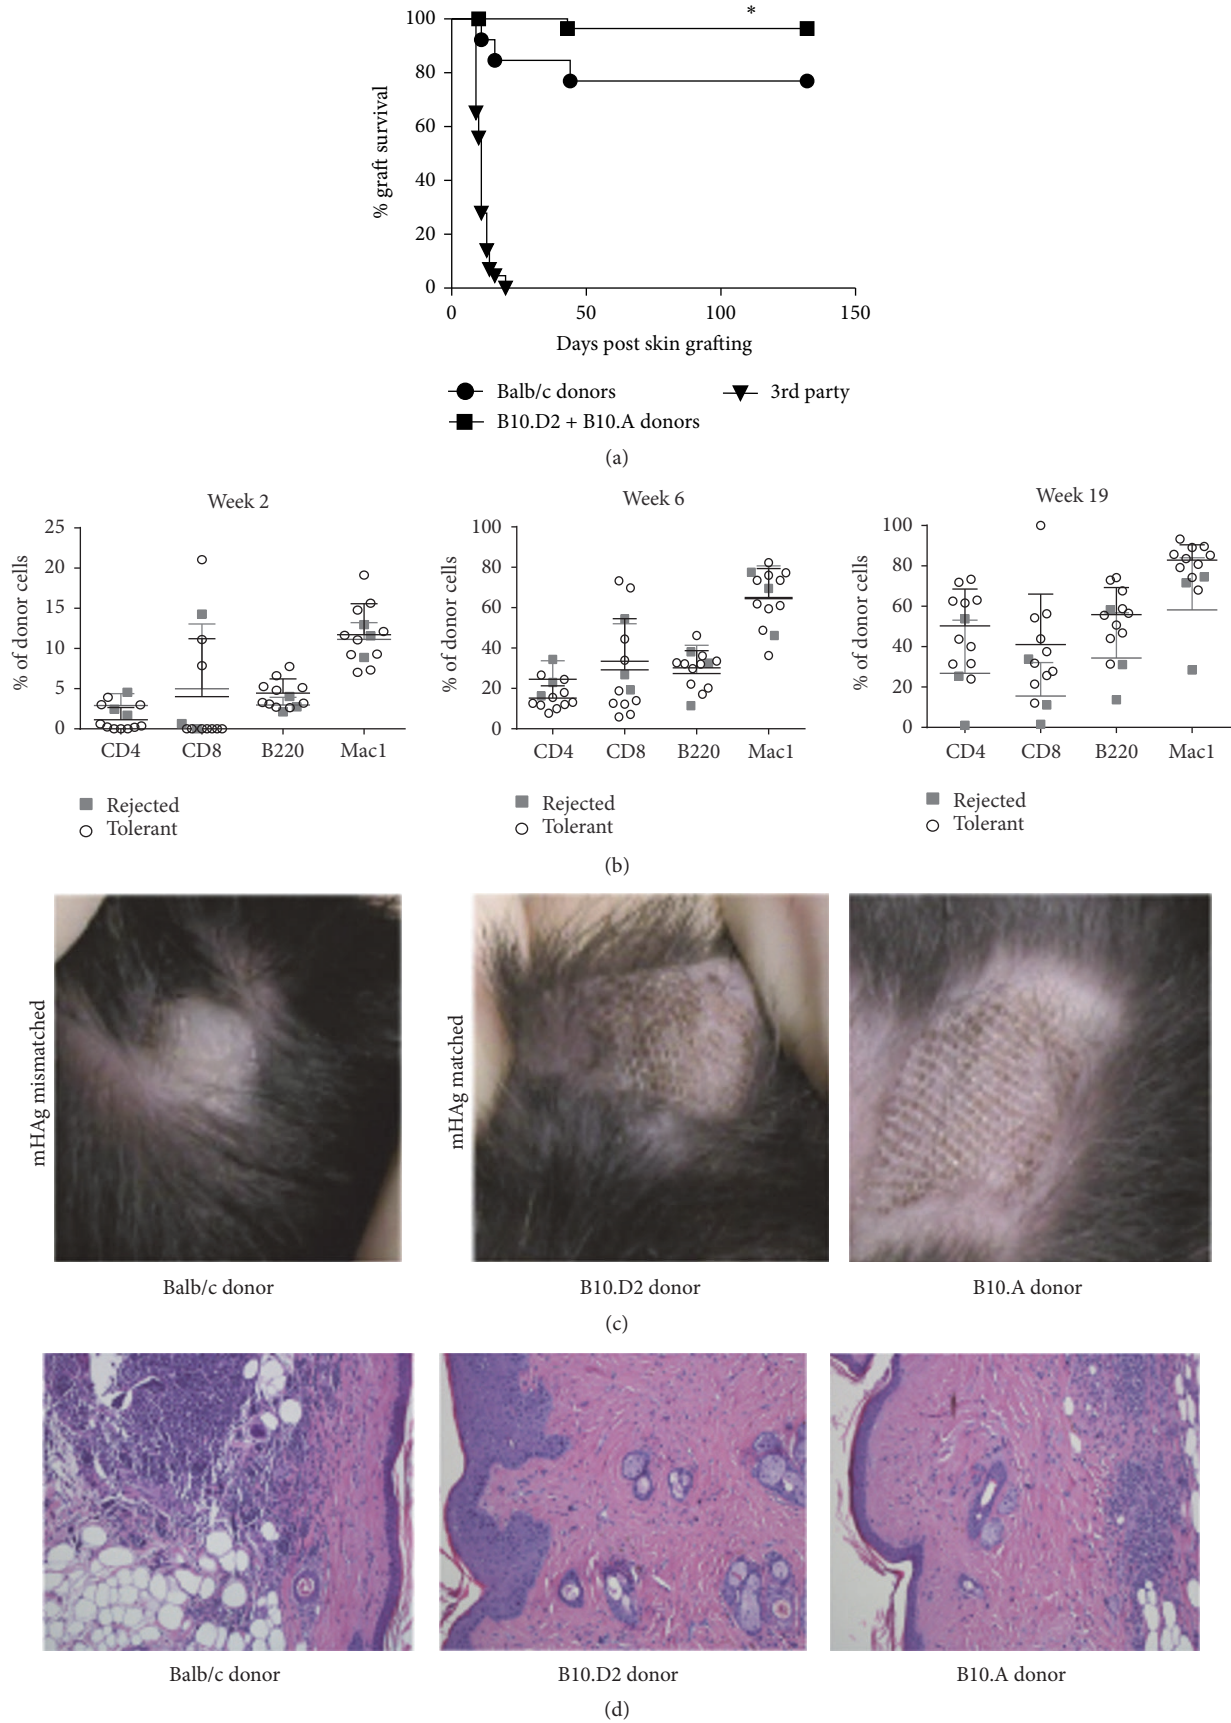 *
100
80
60
40
20
0
% graft survival
0 50 100 150
Days post skin grafting
Balb/c donors 3rd party
B10.D2 + B10.A donors
(a)
Week 2
25
20
15
10
5
0
% of donor cells
CD4 CD8 B220 Mac1
Rejected
Tolerant
Week 6
100
80
60
40
20
0
% of donor cells
CD4 CD8 B220 Mac1
Rejected
Tolerant
Week 19
100
80
60
40
20
0
% of donor cells
CD4 CD8 B220 Mac1
Rejected
Tolerant
(b)
mHAg mismatched
Balb/c donor
mHAg matched
B10.D2 donor
B10.A donor
(c)
Balb/c donor
B10.D2 donor
B10.A donor
(d)